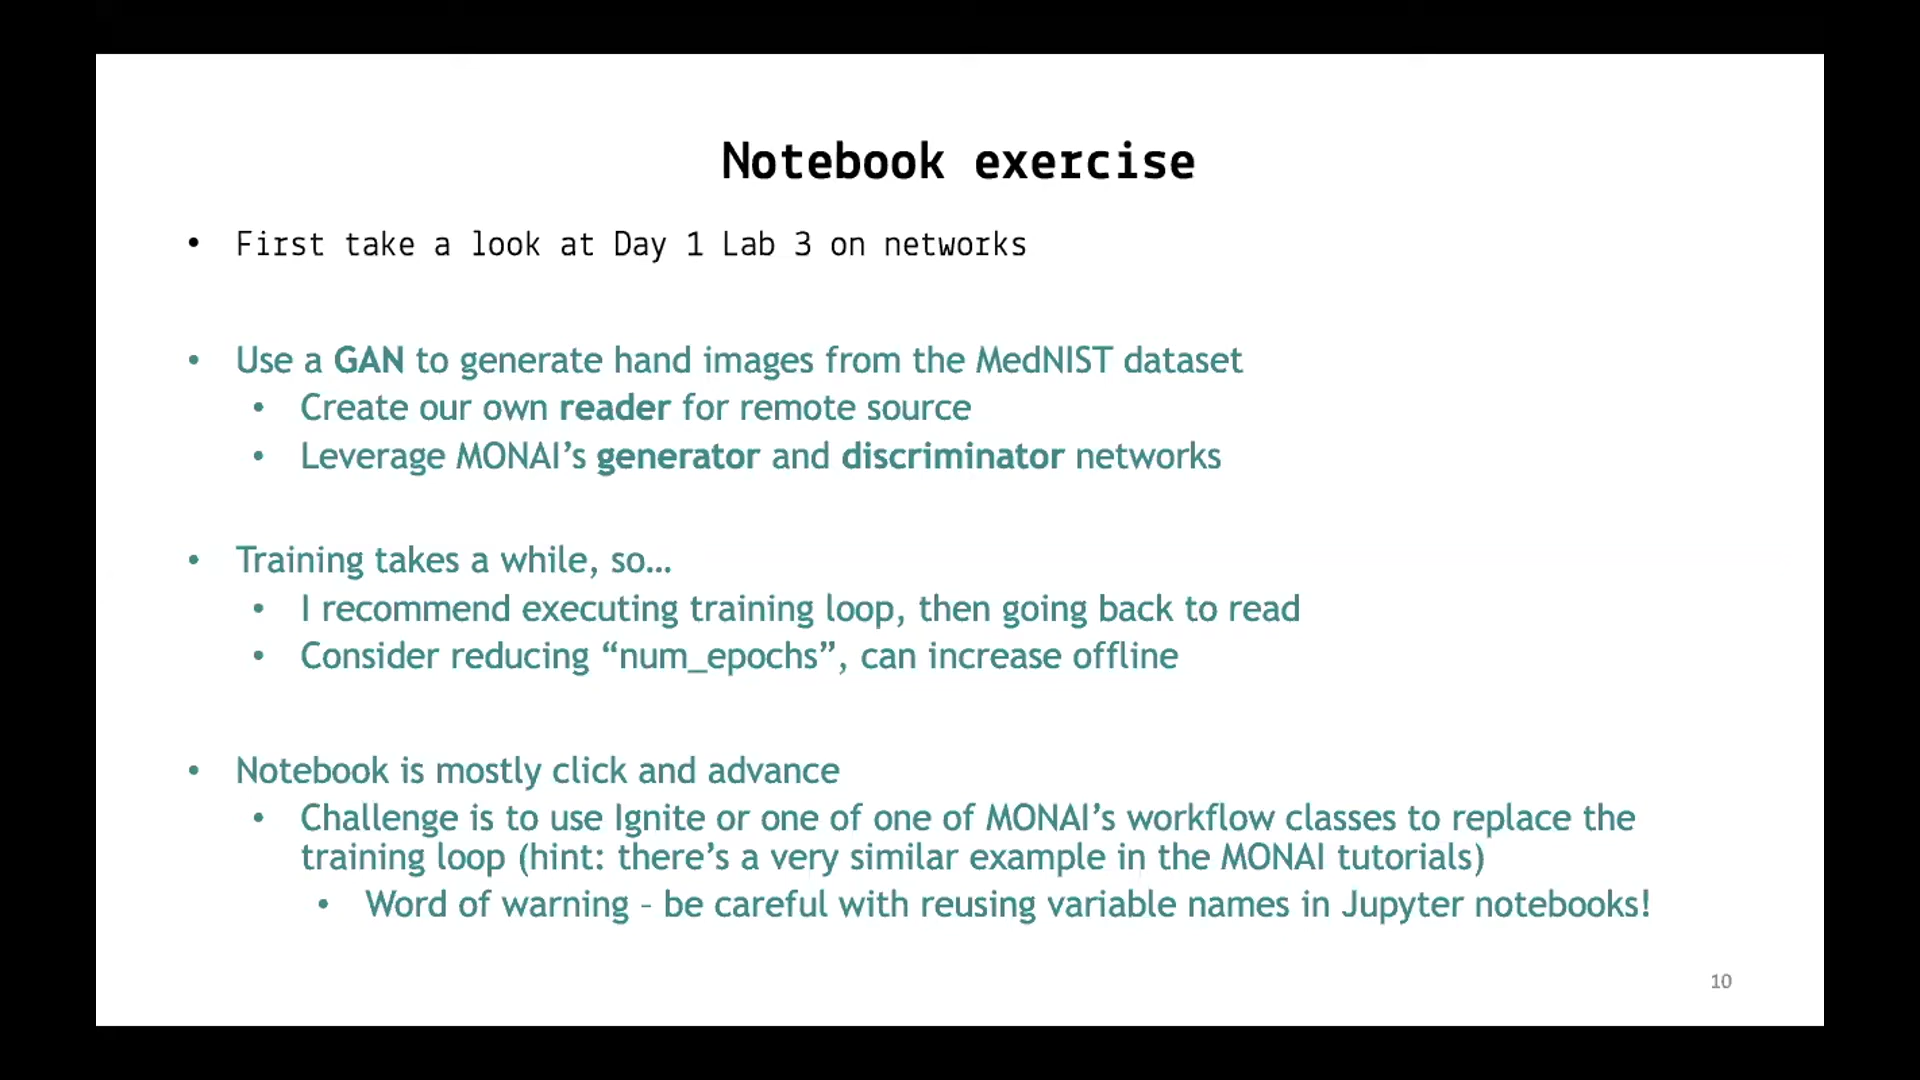 Notebook exercise
• First take a look at Day 1 Lab 3 on networks
• Use a GAN to generate hand images from the MedNIST dataset
• Create our own reader for remote source
• Leverage MONAI’s generator and discriminator networks
• Training takes a while, so…
• I recommend executing training loop, then going back to read
• Consider reducing “num_epochs”, can increase offline
• Notebook is mostly click and advance
• Challenge is to use Ignite or one of one of MONAI’s workflow classes to replace the
training loop (hint: there’s a very similar example in the MONAI tutorials)
• Word of warning – be careful with reusing variable names in Jupyter notebooks!
10